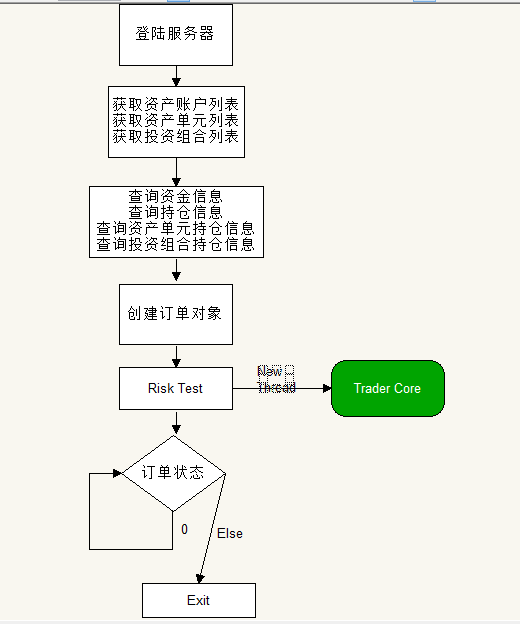 登陆服务器
获取资产账户列表
获取资产单元列表
获取投资组合列表
查询资金信息
查询持仓信息
查询资产单元持仓信息
查询投资组合持仓信息
创建订单对象
Risk Test
New
Thread
Trader Core
订单状态
0
Else
Exit